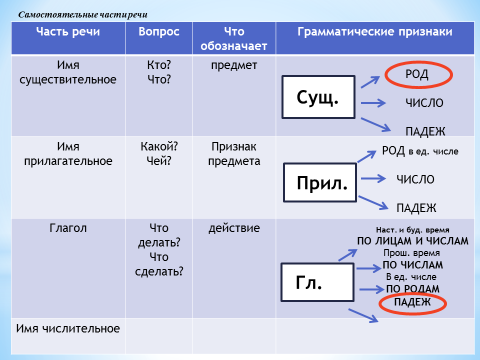 Самостоятельные части речи
Часть речи
Вопрос
Что
обозначает
Грамматические признаки
Имя
существительное
Кто?
Что?
предмет
Сущ.
РОД
ЧИСЛО
ПАДЕЖ
Имя
прилагательное
Какой?
Чей?
Признак
предмета
Прил.
РОД в ед. числе
ЧИСЛО
ПАДЕЖ
Глагол
Что
делать?
Что
сделать?
действие
Гл.
Наст. и буд. время
ПО ЛИЦАМ И ЧИСЛАМ
Прош. время
ПО ЧИСЛАМ
В ед. числе
ПО РОДАМ
ПАДЕЖ
Имя числительное